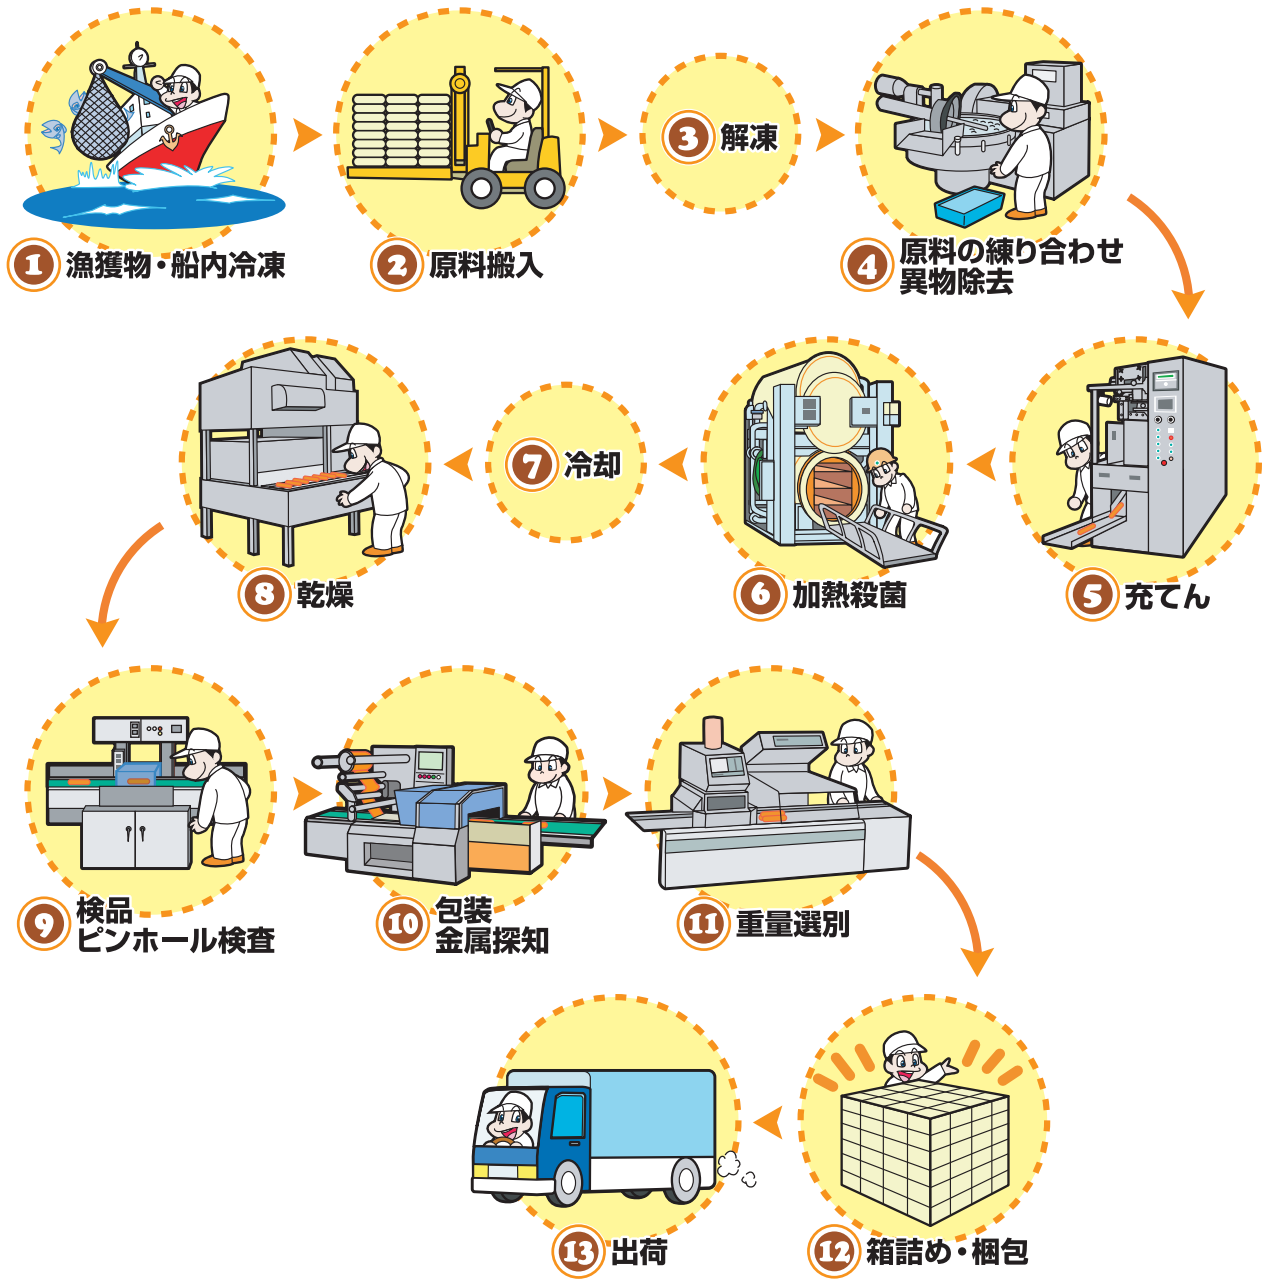 1 漁獲物・船内冷凍
2 原料搬入
3 解凍
4 原料の練り合わせ
異物除去
5 充てん
6 加熱殺菌
7 冷却
8 乾燥
9 検品
ピンホール検査
10 包装
金属探知
11 重量選別
12 箱詰め・梱包
13 出荷